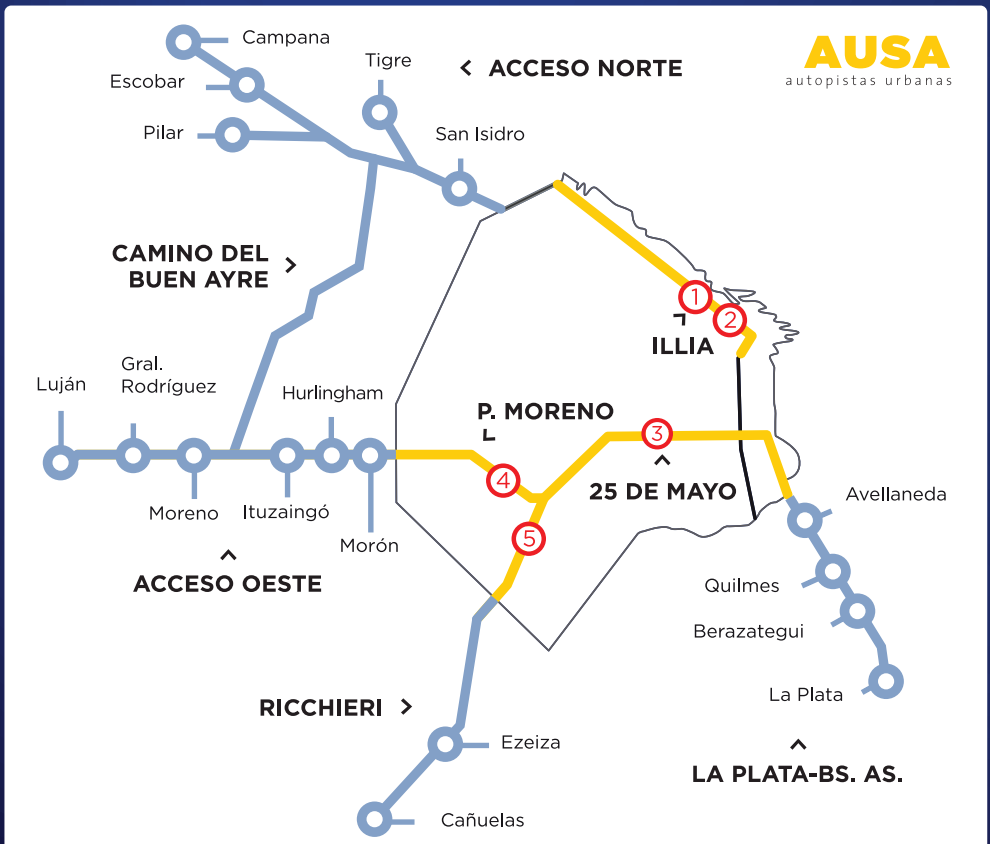 AUSA
autopistas urbanas
Campana
Escobar
Pilar
Tigre
< ACCESO NORTE
San Isidro
CAMINO DEL
BUEN AYRE >
1
2
ILLIA
Luján
Gral.
Rodríguez
Hurlingham
P. MORENO
3
4
5
25 DE MAYO
Moreno
Ituzaingó
Morón
ACCESO OESTE
Avellaneda
Quilmes
Berazategui
La Plata
LA PLATA-BS. AS.
RICCHIERI >
Ezeiza
Cañuelas